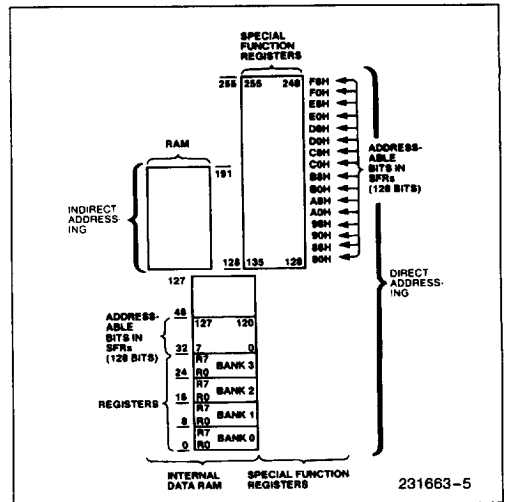 SPECIAL
FUNCTION
REGISTERS
255 255 248
F8H
F0H
E8H
E0H
D8H
D0H
C8H
C0H
B8H
B0H
A8H
A0H
98H
90H
88H
80H
ADDRESS-
ABLE
BITS IN
SFRs
(128 BITS)
RAM
191
INDIRECT
ADDRESS-
ING
128 135 128
DIRECT
ADDRESS-
ING
127
48
127 120
ADDRESS-
ABLE
BITS IN
SFRs
(128 BITS)
32 7 0
R7
BANK 3
24 R0
R7
BANK 2
16 R0
R7
BANK 1
8 R0
R7
BANK 0
0 R0
REGISTERS
INTERNAL
DATA RAM
SPECIAL FUNCTION
REGISTERS
231663-5